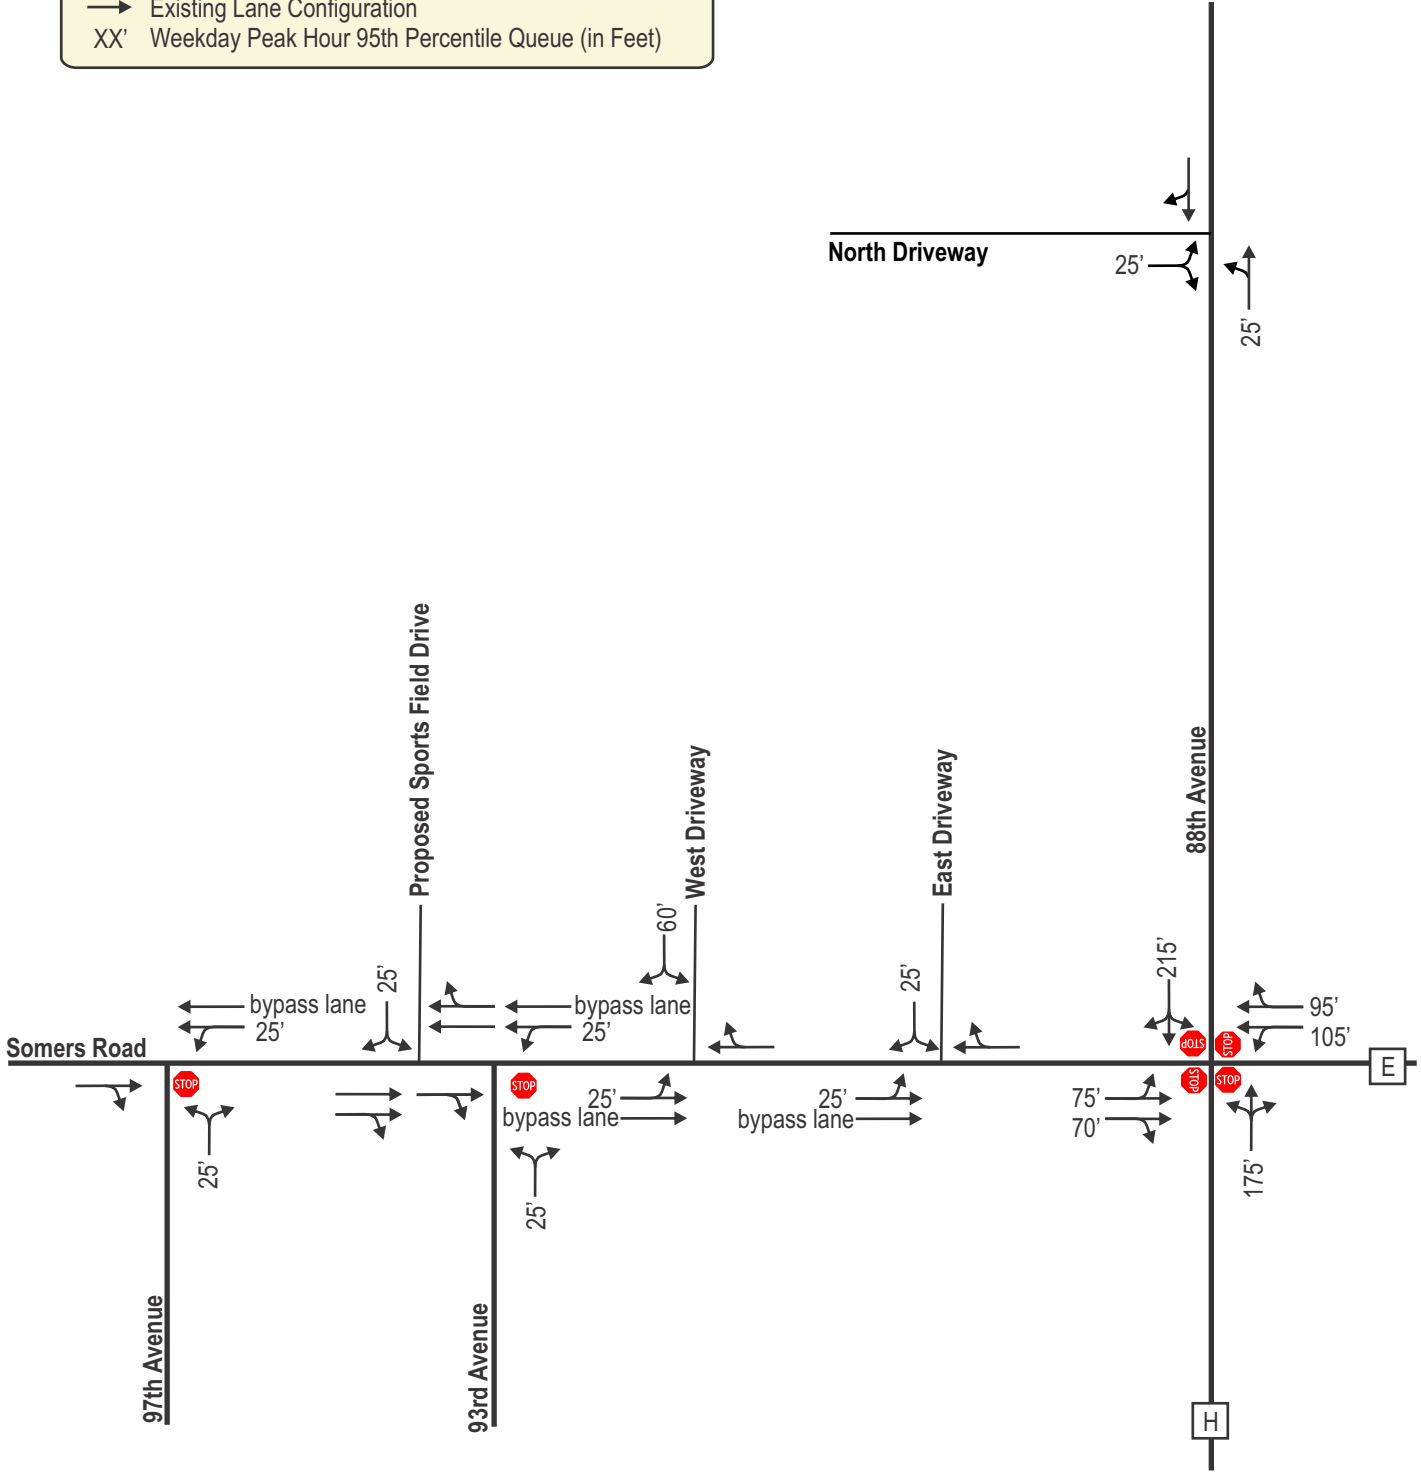 Existing Lane Configuration
XX' Weekday Peak Hour 95th Percentile Queue (in Feet)
North Driveway
25'
25'
Proposed Sports Field Drive
West Driveway
East Driveway
88th Avenue
60'
25'
25'
215'
bypass lane
25'
bypass lane
25'
95'
105'
Somers Road
STOP
STOP
E
STOP
STOP
STOP
STOP
25'
bypass lane
25'
bypass lane
75'
70'
25'
25'
175'
97th Avenue
93rd Avenue
H